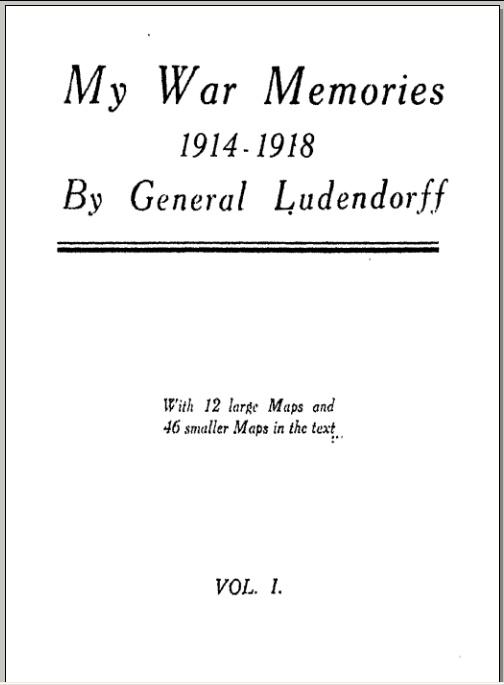 My War Memories
1914-1918
By General Ludendorff
With 12 large Maps and
46 smaller Maps in the text
VOL. I.